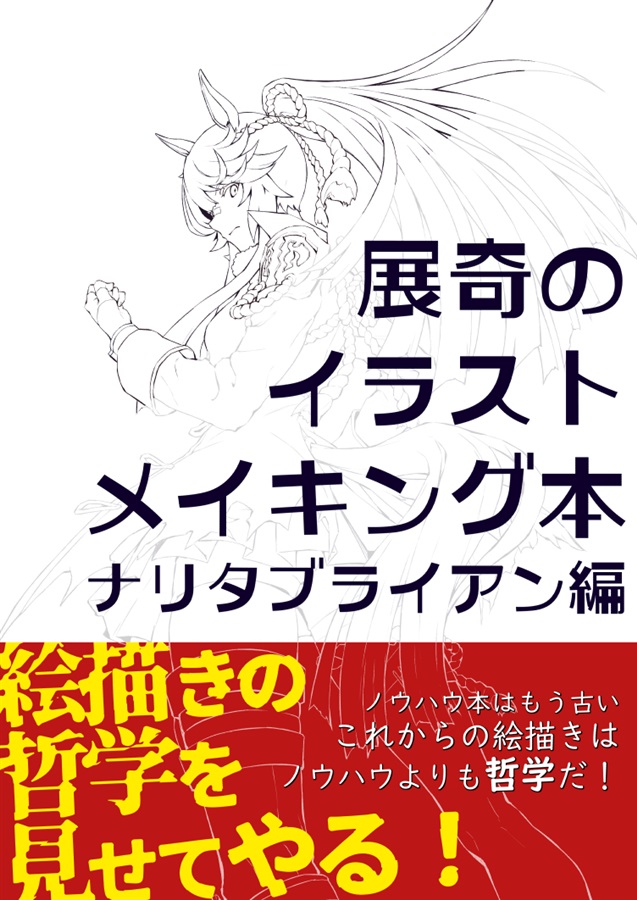 展奇の
イラスト
メイキング本
ナリタブライアン編
絵描きの
哲学を
見せてやる！
ノウハウ本はもう古い
これからの絵描きは
ノウハウよりも哲学だ！